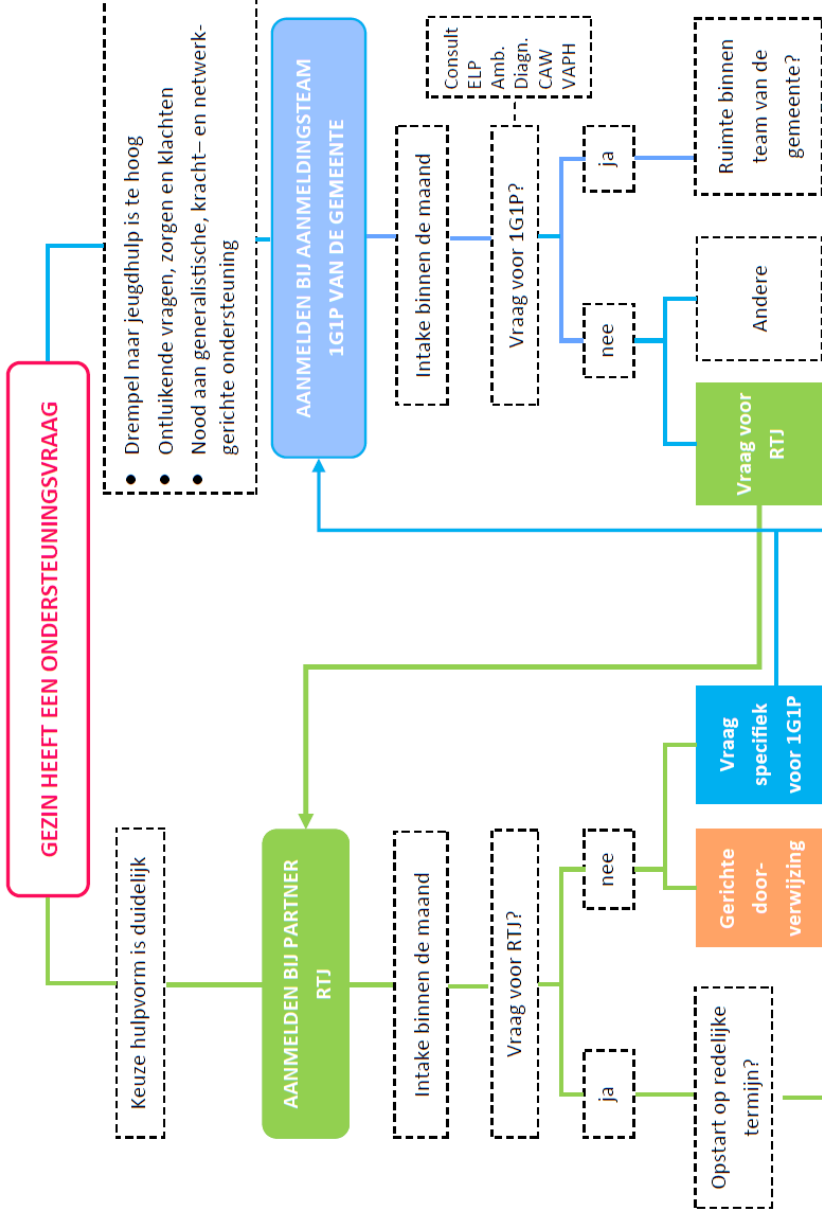 GEZIN HEEFT EEN ONDERSTEUNINGSVRAAG
Keuze hulpvorm is duidelijk
AANMELDEN BIJ PARTNER
RTJ
Intake binnen de maand
Vraag voor RTJ?
ja
nee
Opstart op redelijke
termijn?
Gerichte
door-
verwijzing
Vraag
specifiek
voor 1G1P
● Drempel naar jeugdhulp is te hoog
● Ontluikende vragen, zorgen en klachten
● Nood aan generalistische, kracht– en netwerk-
gerichte ondersteuning
AANMELDEN BIJ AANMELDINGSTEAM
1G1P VAN DE GEMEENTE
Intake binnen de maand
Vraag voor 1G1P?
Consult
ELP
Amb.
Diagn.
CAW
VAPH
nee
ja
Vraag voor
RTJ
Andere
Ruimte binnen
team van de
gemeente?